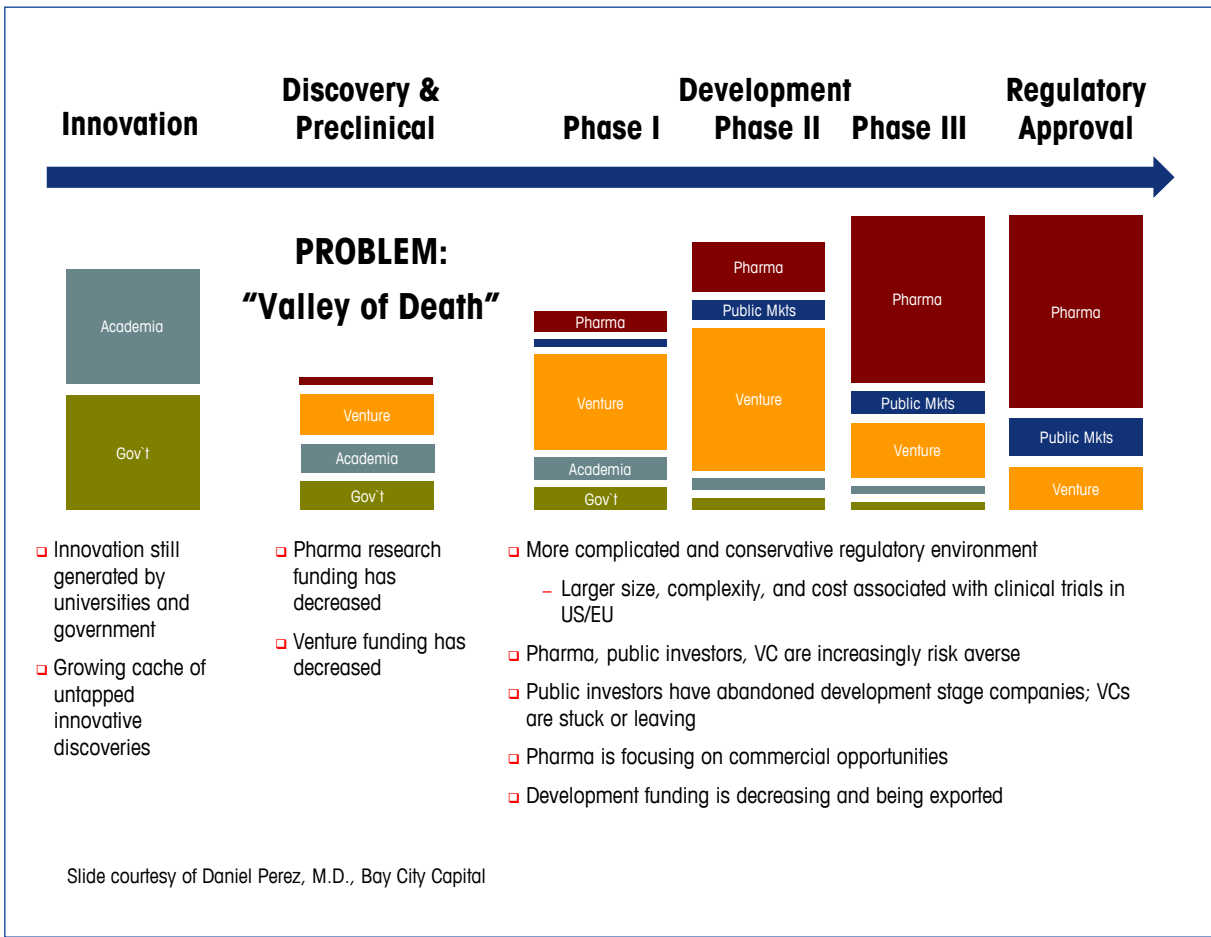 Innovation
Discovery &
Preclinical
Development
Phase I
Phase II
Phase III
Regulatory
Approval
PROBLEM:
“Valley of Death”
Academia
Gov`t
Venture
Academia
Gov`t
Pharma
Venture
Academia
Gov`t
Pharma
Public Mkts
Venture
Pharma
Public Mkts
Venture
Pharma
Public Mkts
Venture
Innovation still
generated by
universities and
government
Growing cache of
untapped
innovative
discoveries
Pharma research
funding has
decreased
Venture funding has
decreased
More complicated and conservative regulatory environment
– Larger size, complexity, and cost associated with clinical trials in
US/EU
Pharma, public investors, VC are increasingly risk averse
Public investors have abandoned development stage companies; VCs
are stuck or leaving
Pharma is focusing on commercial opportunities
Development funding is decreasing and being exported
Slide courtesy of Daniel Perez, M.D., Bay City Capital